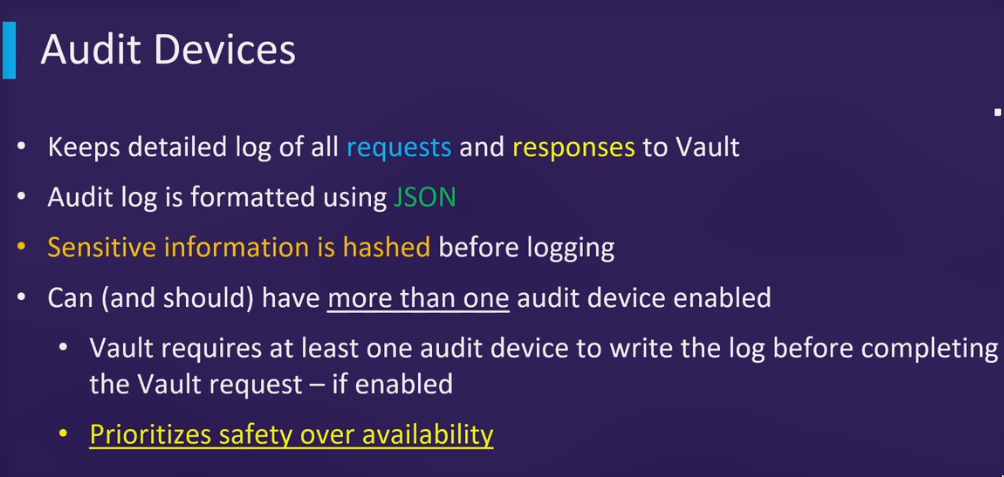 Audit Devices
• Keeps detailed log of all requests and responses to Vault
• Audit log is formatted using JSON
• Sensitive information is hashed before logging
• Can (and should) have more than one audit device enabled
• Vault requires at least one audit device to write the log before completing
the Vault request – if enabled
• Prioritizes safety over availability